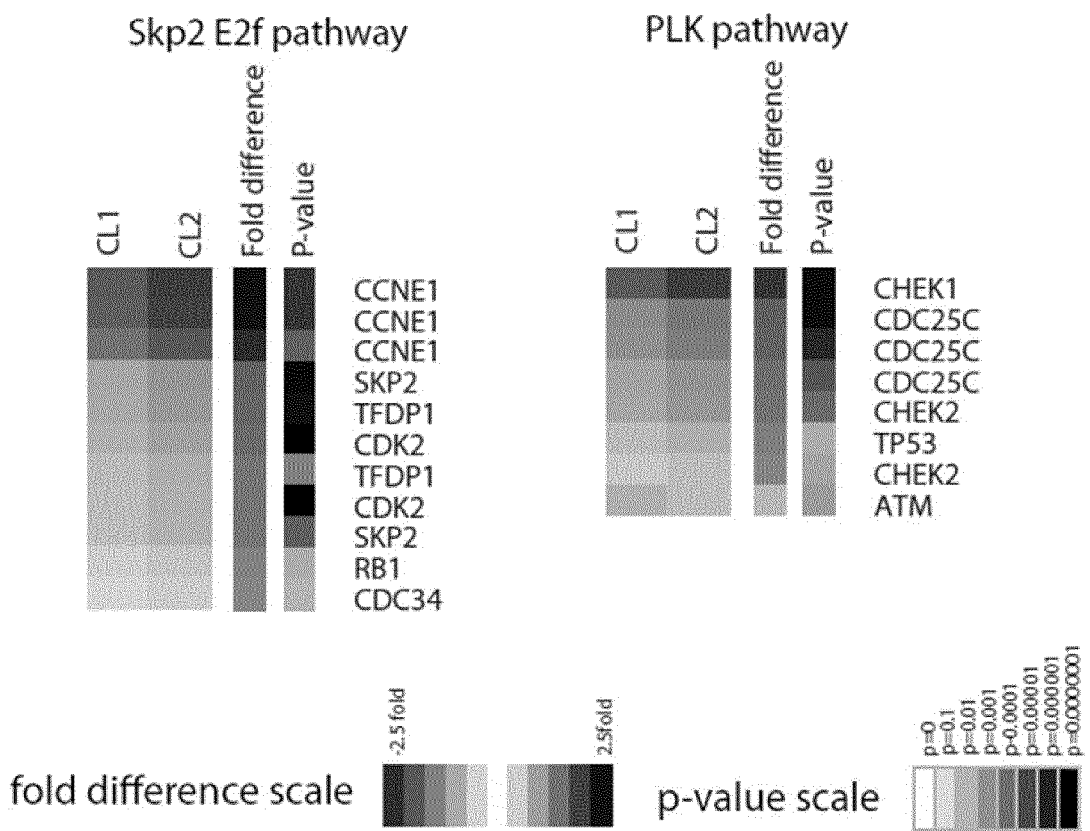 Skp2 E2f pathway
CL1
CL2
Fold difference
P-value
CCNE1
CCNE1
CCNE1
SKP2
TFDP1
CDK2
TFDP1
CDK2
SKP2
RB1
CDC34
PLK pathway
CL1
CL2
Fold difference
P-value
CHEK1
CDC25C
CDC25C
CDC25C
CHEK2
TP53
CHEK2
ATM
fold difference scale
-2.5 fold
2.5fold
p-value scale
p=0
p=0.1
p=0.01
p=0.001
p-0.0001
p=0.00001
p=0.000001
p=0.0000001